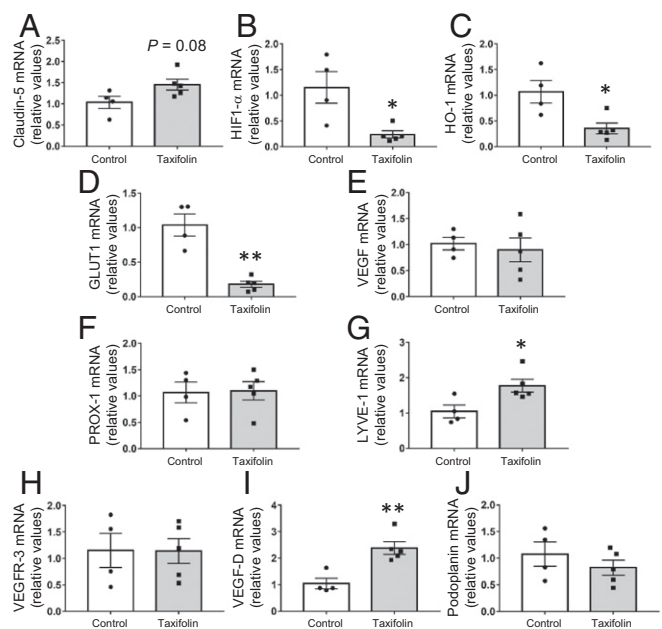 A
Claudin-5 mRNA
(relative values)
2.5
2.0
1.5
1.0
0.5
0.0
P = 0.08
Control Taxifolin
B
HIF1-α mRNA
(relative values)
2.0
1.5
1.0
0.5
0.0
*
Control Taxifolin
C
HO-1 mRNA
(relative values)
2.0
1.5
1.0
0.5
0.0
*
Control Taxifolin
D
GLUT1 mRNA
(relative values)
1.5
1.0
0.5
0.0
**
Control Taxifolin
E
VEGF mRNA
(relative values)
2.0
1.5
1.0
0.5
0.0
Control Taxifolin
F
PROX-1 mRNA
(relative values)
2.0
1.5
1.0
0.5
0.0
Control Taxifolin
G
LYVE-1 mRNA
(relative values)
3
2
1
0
*
Control Taxifolin
H
VEGFR-3 mRNA
(relative values)
2.0
1.5
1.0
0.5
0.0
Control Taxifolin
I
VEGF-D mRNA
(relative values)
4
3
2
1
0
**
Control Taxifolin
J
Podoplanin mRNA
(relative values)
2.0
1.5
1.0
0.5
0.0
Control Taxifolin